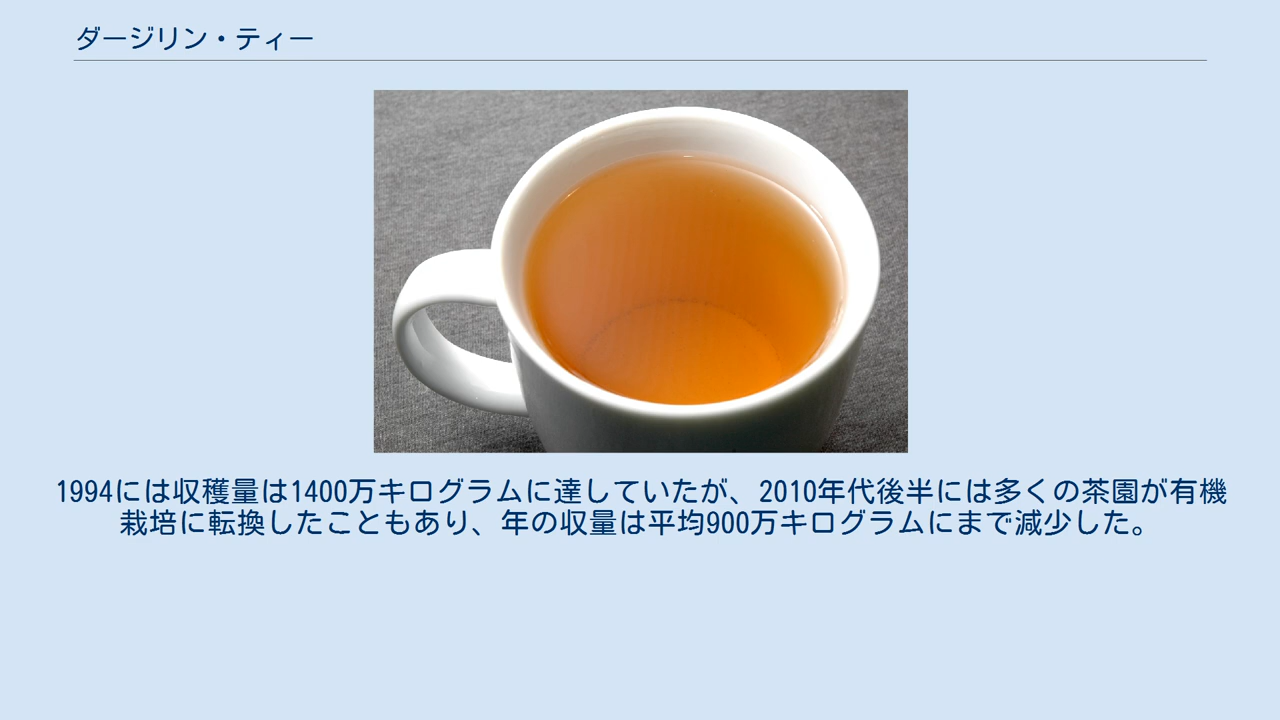 ダージリン・ティー
1994には収穫量は1400万キログラムに達していたが、2010年代後半には多くの茶園が有機
栽培に転換したこともあり、年の収量は平均900万キログラムにまで減少した。